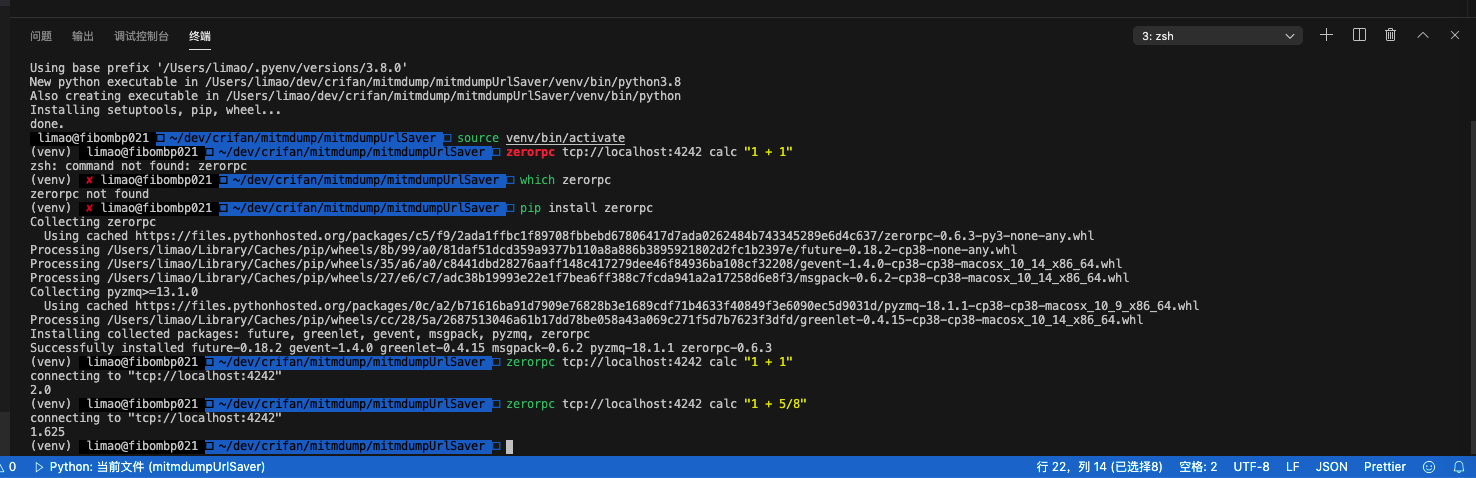 问题 输出 调试控制台 终端 3: zsh
Using base prefix '/Users/limao/.pyenv/versions/3.8.0'
New python executable in /Users/limao/dev/crifan/mitmdump/mitmdumpUrlSaver/venv/bin/python3.8
Also creating executable in /Users/limao/dev/crifan/mitmdump/mitmdumpUrlSaver/venv/bin/python
Installing setuptools, pip, wheel...
done.
limao@fibombp021 ~/dev/crifan/mitmdump/mitmdumpUrlSaver source venv/bin/activate
(venv) limao@fibombp021 ~/dev/crifan/mitmdump/mitmdumpUrlSaver zerorpc tcp://localhost:4242 calc "1 + 1"
zsh: command not found: zerorpc
(venv) ✘ limao@fibombp021 ~/dev/crifan/mitmdump/mitmdumpUrlSaver which zerorpc
zerorpc not found
(venv) ✘ limao@fibombp021 ~/dev/crifan/mitmdump/mitmdumpUrlSaver pip install zerorpc
Collecting zerorpc
Using cached https://files.pythonhosted.org/packages/c5/f9/2ada1ffbc1f89708fbbebd67806417d7ada0262484b743345289e6d4c637/zerorpc-0.6.3-py3-none-any.whl
Processing /Users/limao/Library/Caches/pip/wheels/8b/99/a0/81daf51dcd359a9377b110a8a886b3895921802d2fc1b2397e/future-0.18.2-cp38-none-any.whl
Processing /Users/limao/Library/Caches/pip/wheels/35/a6/a0/c8441dbd28276aaff148c417279dee46f84936ba108cf32208/gevent-1.4.0-cp38-cp38-macosx_10_14_x86_64.whl
Processing /Users/limao/Library/Caches/pip/wheels/27/e6/c7/adc38b19993e22e1f7bea6ff388c7fcda941a2a17258d6e8f3/msgpack-0.6.2-cp38-cp38-macosx_10_14_x86_64.whl
Collecting pyzmq>=13.1.0
Using cached https://files.pythonhosted.org/packages/0c/a2/b71616ba91d7909e76828b3e1689cdf71b4633f40849f3e6090ec5d9031d/pyzmq-18.1.1-cp38-cp38-macosx_10_9_x86_64.whl
Processing /Users/limao/Library/Caches/pip/wheels/cc/28/5a/2687513046a61b17dd78be058a43a069c271f5d7b7623f3dfd/greenlet-0.4.15-cp38-cp38-macosx_10_14_x86_64.whl
Installing collected packages: future, greenlet, gevent, msgpack, pyzmq, zerorpc
Successfully installed future-0.18.2 gevent-1.4.0 greenlet-0.4.15 msgpack-0.6.2 pyzmq-18.1.1 zerorpc-0.6.3
(venv) limao@fibombp021 ~/dev/crifan/mitmdump/mitmdumpUrlSaver zerorpc tcp://localhost:4242 calc "1 + 1"
connecting to "tcp://localhost:4242"
2.0
(venv) limao@fibombp021 ~/dev/crifan/mitmdump/mitmdumpUrlSaver zerorpc tcp://localhost:4242 calc "1 + 5/8"
connecting to "tcp://localhost:4242"
1.625
(venv) limao@fibombp021 ~/dev/crifan/mitmdump/mitmdumpUrlSaver
0 Python: 当前文件 (mitmdumpUrlSaver) 行 22，列 14 (已选择8) 空格: 2 UTF-8 LF JSON Prettier